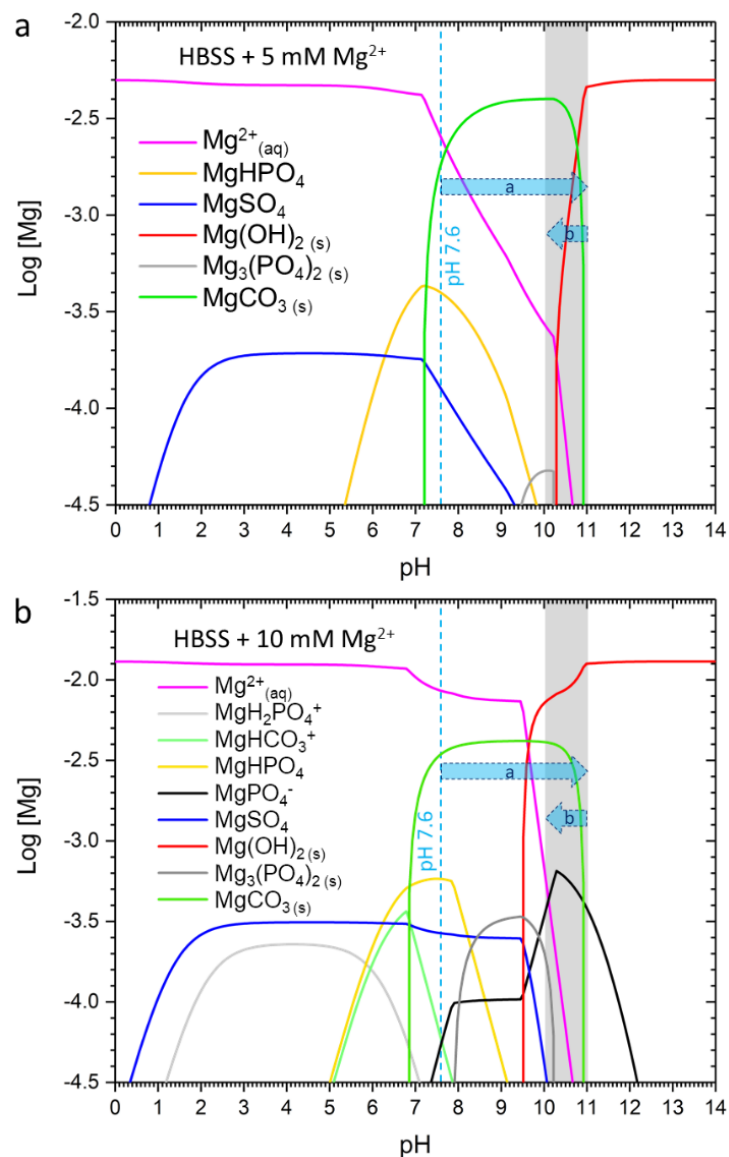 a
HBSS + 5 mM Mg²⁺
Mg²⁺(aq)
MgHPO₄
MgSO₄
Mg(OH)₂ (s)
Mg₃(PO₄)₂ (s)
MgCO₃ (s)
a
b
pH 7.6
Log [Mg]
-2.0
-2.5
-3.0
-3.5
-4.0
-4.5
0 1 2 3 4 5 6 7 8 9 10 11 12 13 14
pH
b
HBSS + 10 mM Mg²⁺
Mg²⁺(aq)
MgH₂PO₄⁺
MgHCO₃⁺
MgHPO₄
MgPO₄⁻
MgSO₄
Mg(OH)₂ (s)
Mg₃(PO₄)₂ (s)
MgCO₃ (s)
a
b
pH 7.6
Log [Mg]
-1.5
-2.0
-2.5
-3.0
-3.5
-4.0
-4.5
0 1 2 3 4 5 6 7 8 9 10 11 12 13 14
pH